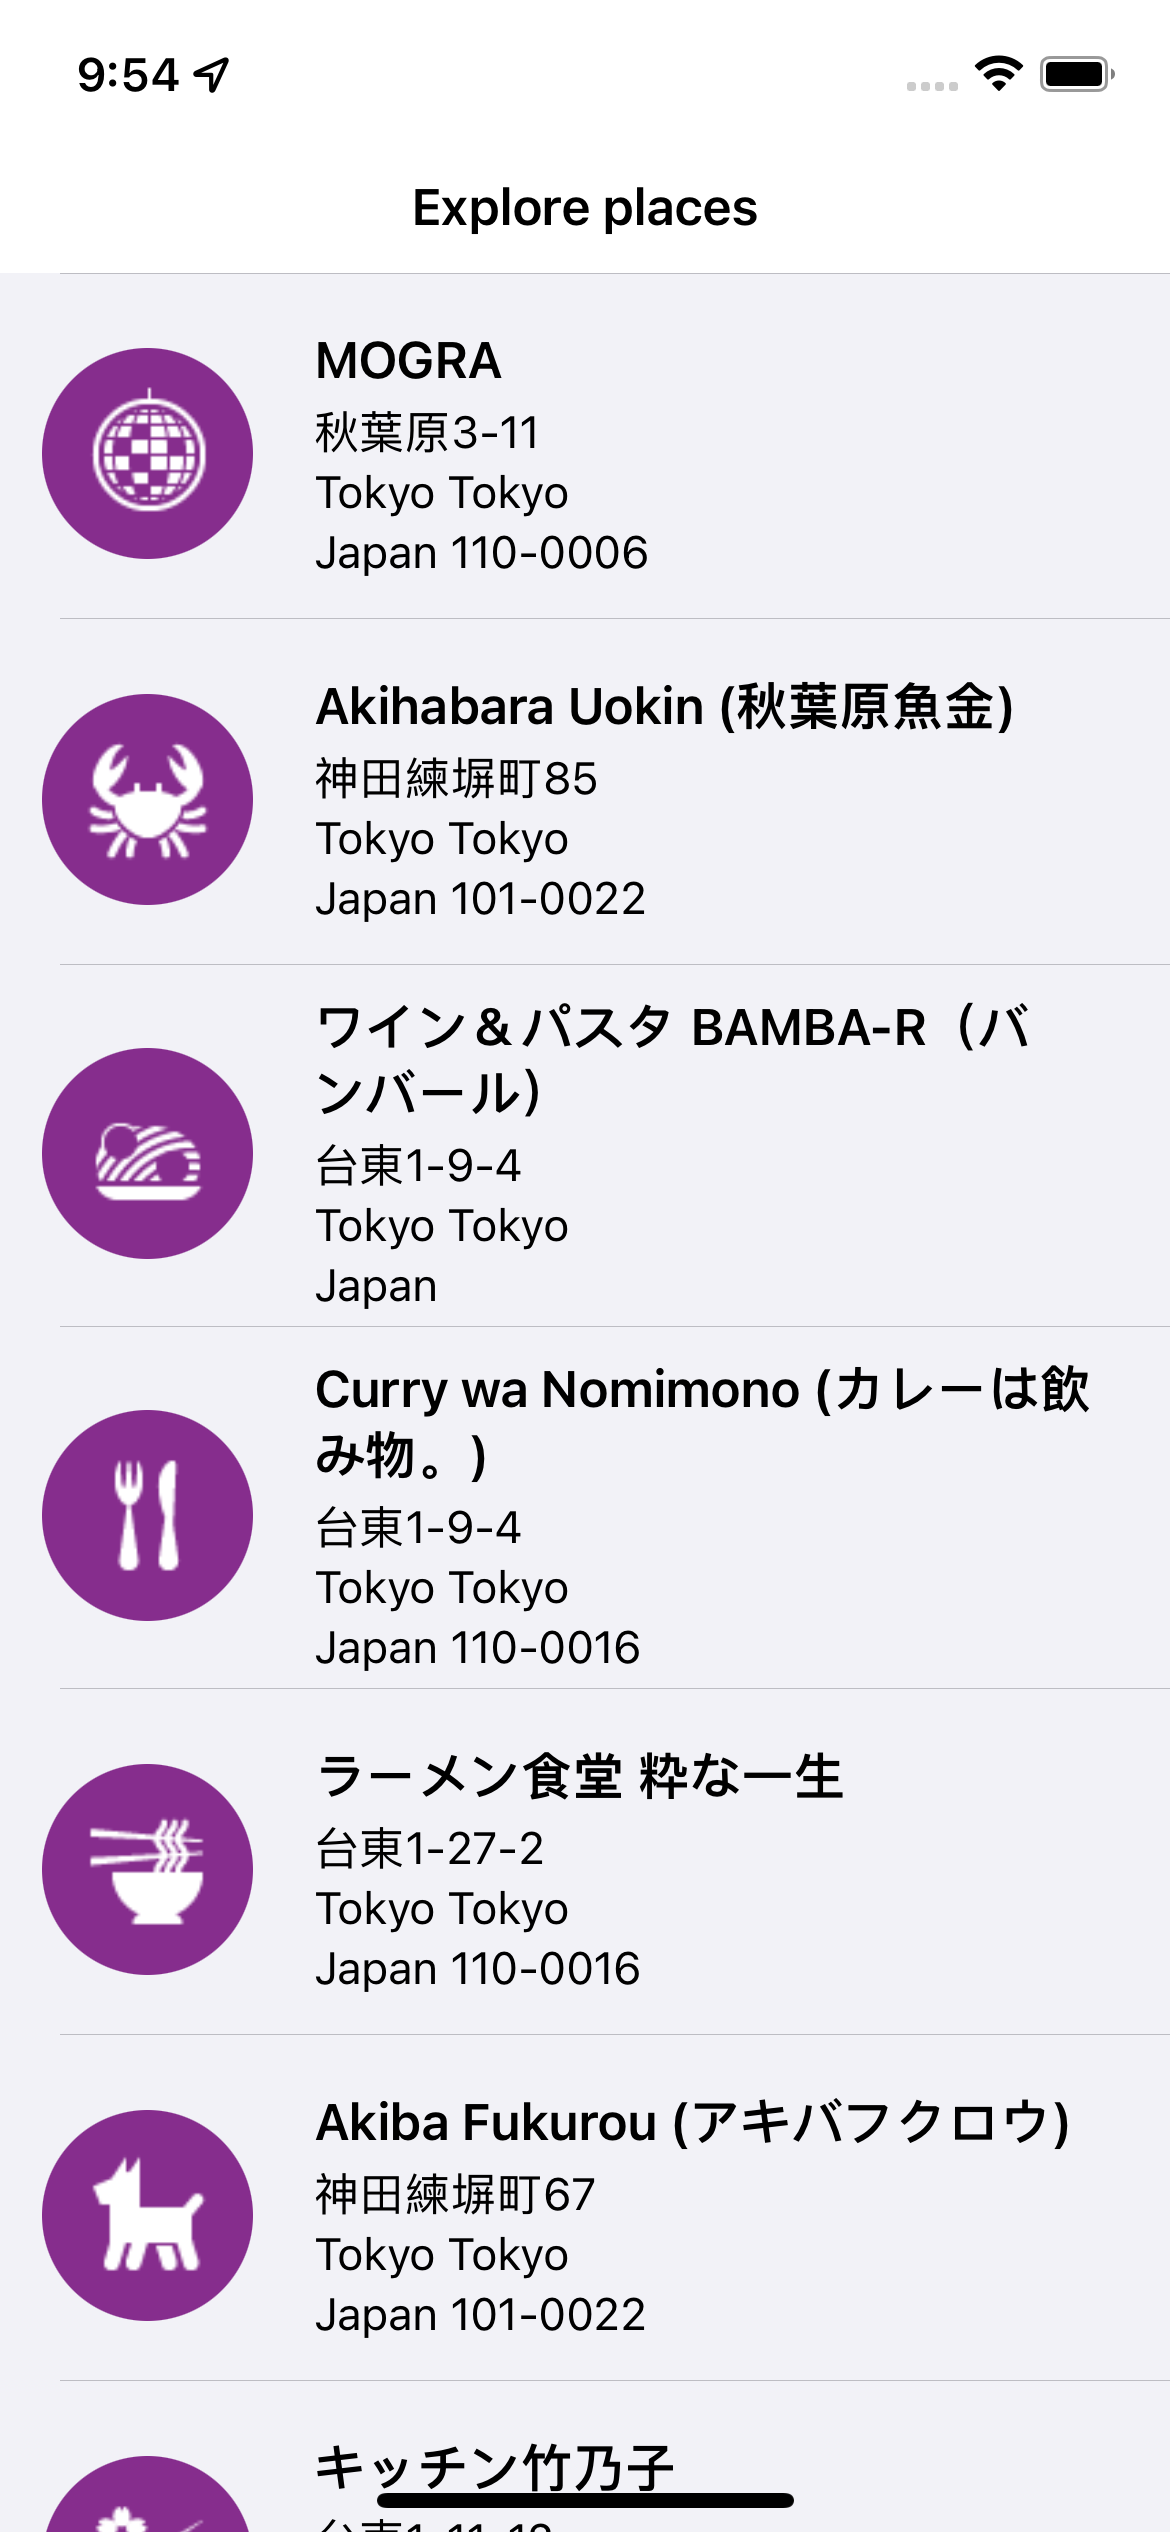 9:54
Explore places
MOGRA
秋葉原3-11
Tokyo Tokyo
Japan 110-0006
Akihabara Uokin (秋葉原魚金)
神田練塀町85
Tokyo Tokyo
Japan 101-0022
ワイン＆パスタ BAMBA-R（バ
ンバール）
台東1-9-4
Tokyo Tokyo
Japan
Curry wa Nomimono (カレーは飲
み物。)
台東1-9-4
Tokyo Tokyo
Japan 110-0016
ラーメン食堂 粋な一生
台東1-27-2
Tokyo Tokyo
Japan 110-0016
Akiba Fukurou (アキバフクロウ)
神田練塀町67
Tokyo Tokyo
Japan 101-0022
キッチン竹乃子